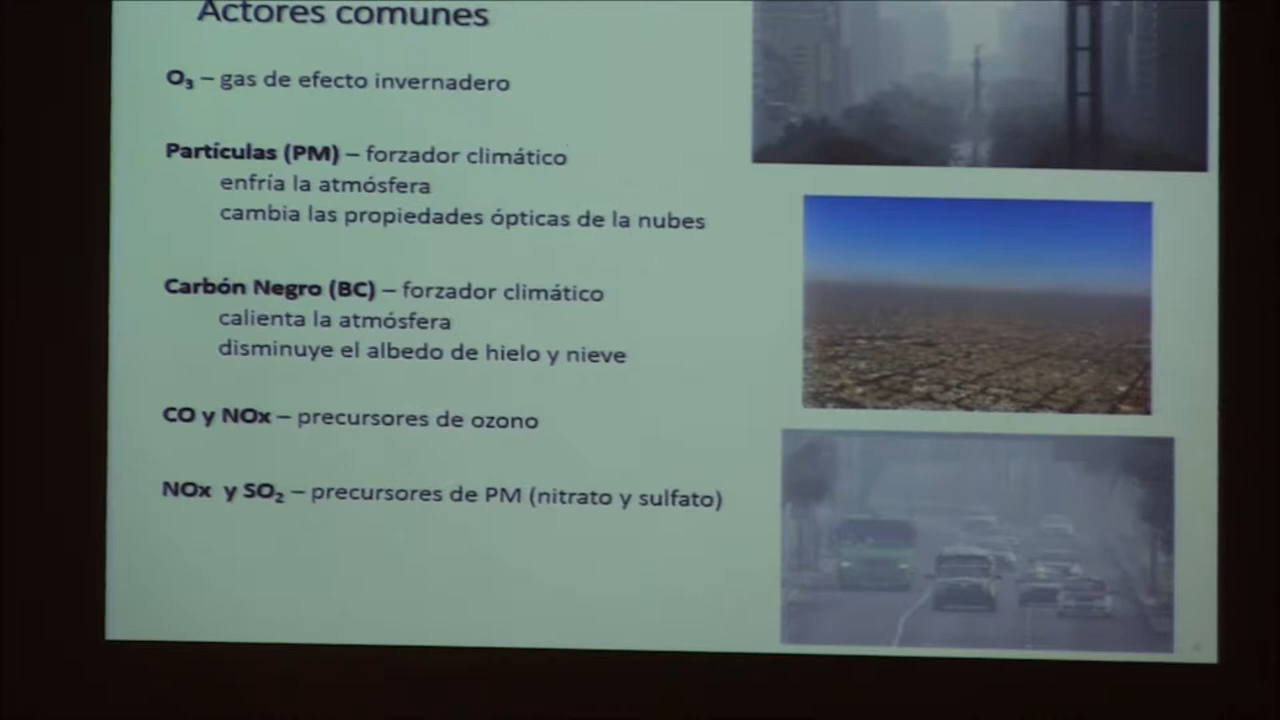 Actores comunes
O₃ – gas de efecto invernadero
Partículas (PM) – forzador climático
enfría la atmósfera
cambia las propiedades ópticas de la nubes
Carbón Negro (BC) – forzador climático
calienta la atmósfera
disminuye el albedo de hielo y nieve
CO y NOx – precursores de ozono
NOx y SO₂ – precursores de PM (nitrato y sulfato)